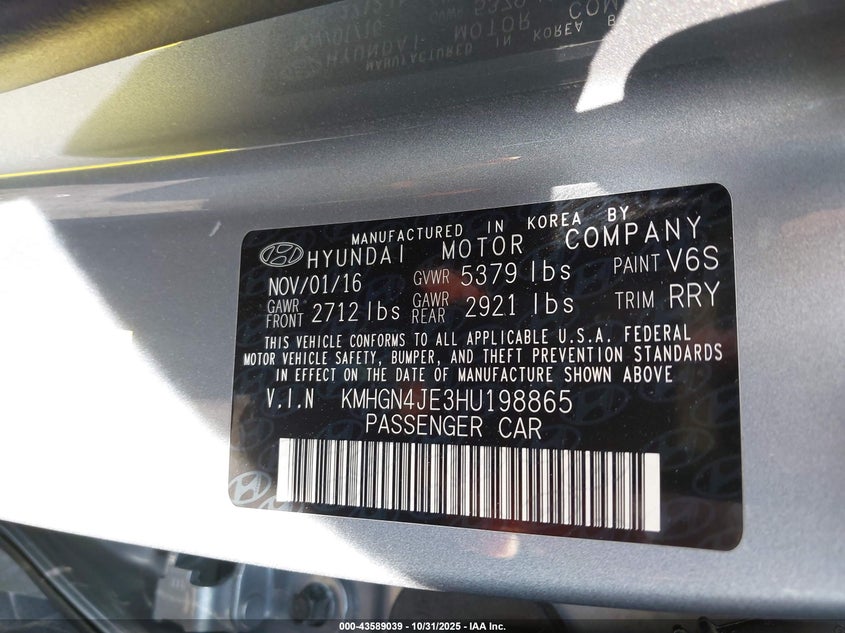 MANUFACTURED IN KOREA BY
HYUNDAI MOTOR COMPANY
NOV/01/16 GVWR 5379 lbs PAINT V6S
GAWR FRONT 2712 lbs GAWR REAR 2921 lbs TRIM RRY
THIS VEHICLE CONFORMS TO ALL APPLICABLE U.S.A. FEDERAL
MOTOR VEHICLE SAFETY, BUMPER, AND THEFT PREVENTION STANDARDS
IN EFFECT ON THE DATE OF MANUFACTURE SHOWN ABOVE
V.I.N KMHGN4JE3HU198865
PASSENGER CAR
000-43589039 - 10/31/2025 - IAA Inc.